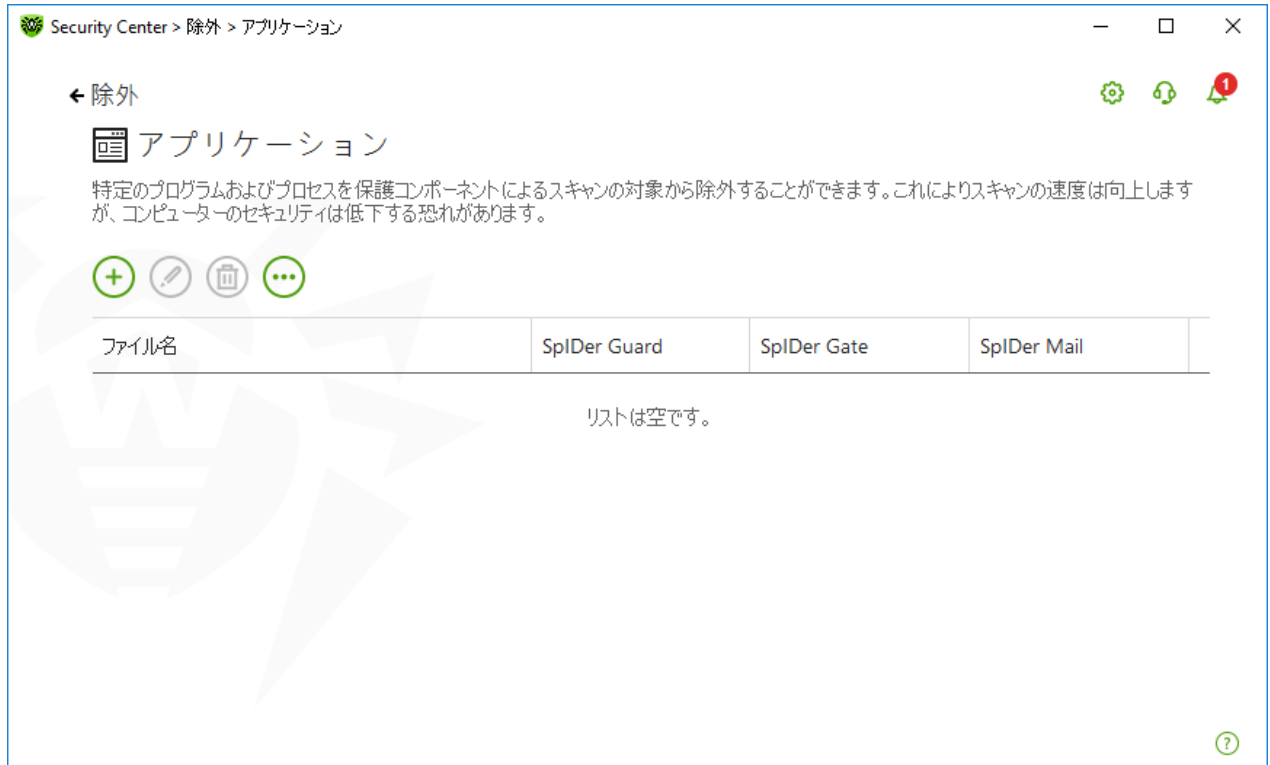 Security Center > 除外 > アプリケーション
除外
1
アプリケーション
特定のプログラムおよびプロセスを保護コンポーネントによるスキャンの対象から除外することができます。これによりスキャンの速度は向上します
が、コンピューターのセキュリティは低下する恐れがあります。
ファイル名 SpIDer Guard SpIDer Gate SpIDer Mail
リストは空です。
?